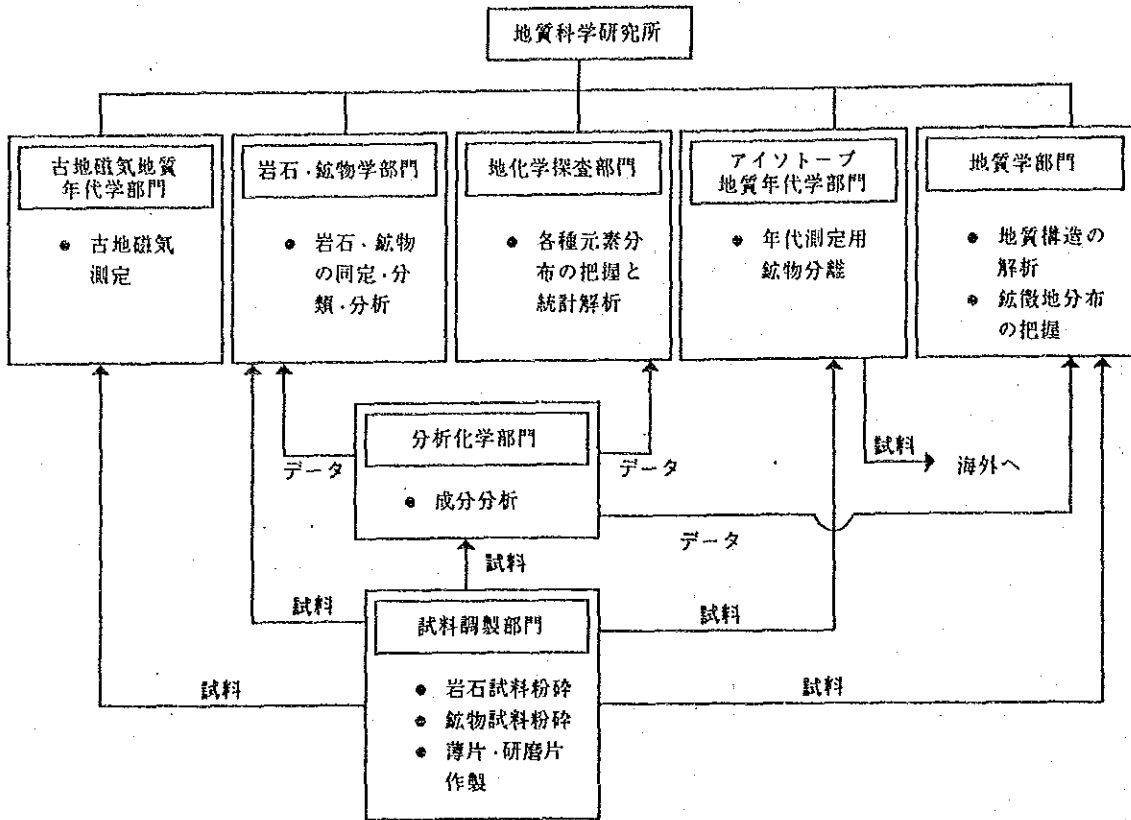 地質科学研究所
古地磁気地質
年代学部門
● 古地磁気
測定
岩石・鉱物学部門
● 岩石・鉱物
の同定・分
類・分析
地化学探査部門
● 各種元素分
布の把握と
統計解析
アイソトープ
地質年代学部門
● 年代測定用
鉱物分離
地質学部門
● 地質構造の
解析
● 鉱徴地分布
の把握
分析化学部門
● 成分分析
データ
データ
データ
試料
海外へ
試料
試料調製部門
● 岩石試料粉砕
● 鉱物試料粉砕
● 薄片・研磨片
作製
試料
試料
試料
試料